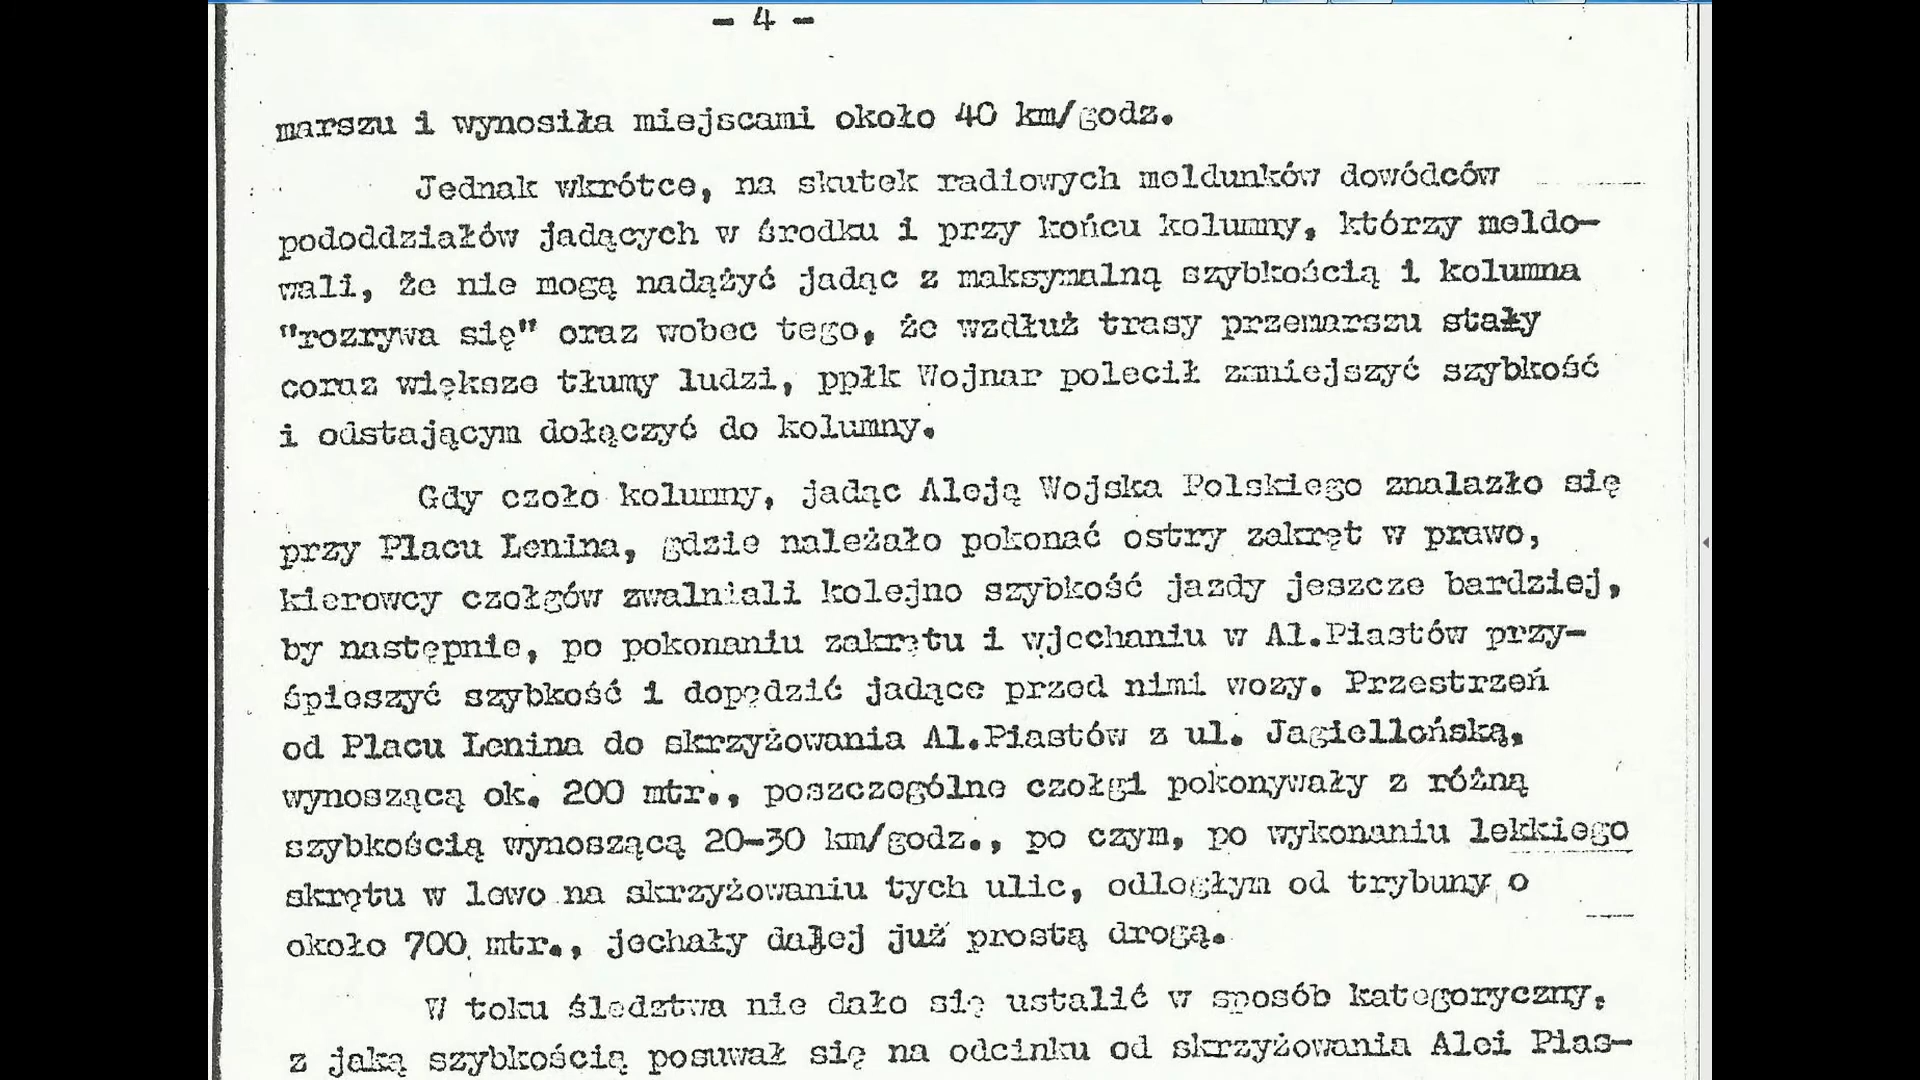 - 4 -
marszu i wynosiła miejscami około 40 km/godz.
Jednak wkrótce, na skutek radiowych meldunków dowódców
pododdziałów jadących w środku i przy końcu kolumny, którzy meldo-
wali, że nie mogą nadążyć jadąc z maksymalną szybkością i kolumna
"rozrywa się" oraz wobec tego, że wzdłuż trasy przemarszu stały
coraz większe tłumy ludzi, ppłk Wojnar polecił zmniejszyć szybkość
i odstającym dołączyć do kolumny.
Gdy czoło kolumny, jadąc Aleją Wojska Polskiego znalazło się
przy Placu Lenina, gdzie należało pokonać ostry zakręt w prawo,
kierowcy czołgów zwalniali kolejno szybkość jazdy jeszcze bardziej,
by następnie, po pokonaniu zakrętu i wjechaniu w Al.Piastów przy-
śpieszyć szybkość i dopędzić jadące przed nimi wozy. Przestrzeń
od Placu Lenina do skrzyżowania Al.Piastów z ul. Jagiellońską,
wynoszącą ok. 200 mtr., poszczególne czołgi pokonywały z różną
szybkością wynoszącą 20-30 km/godz., po czym, po wykonaniu lekkiego
skrętu w lewo na skrzyżowaniu tych ulic, odległym od trybuny o
około 700 mtr., jechały dalej już prostą drogą.
W toku śledztwa nie dało się ustalić w sposób kategoryczny,
z jaką szybkością posuwał się na odcinku od skrzyżowania Alei Pias-